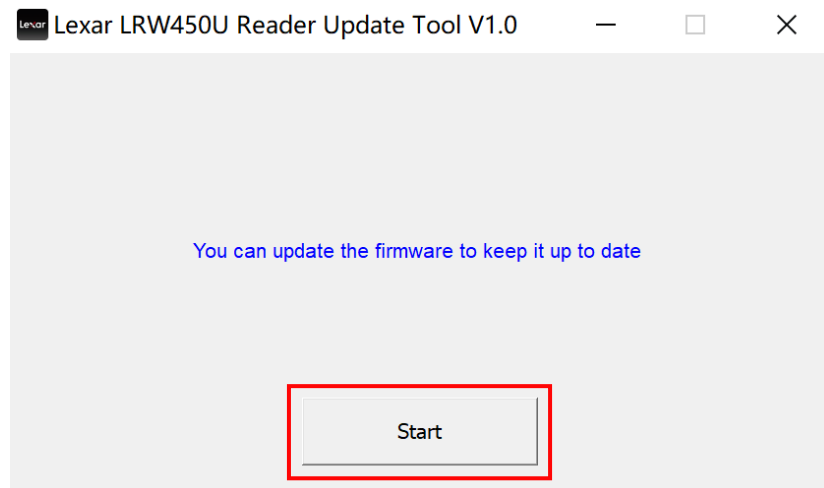 Lexar Lexar LRW450U Reader Update Tool V1.0
You can update the firmware to keep it up to date
Start